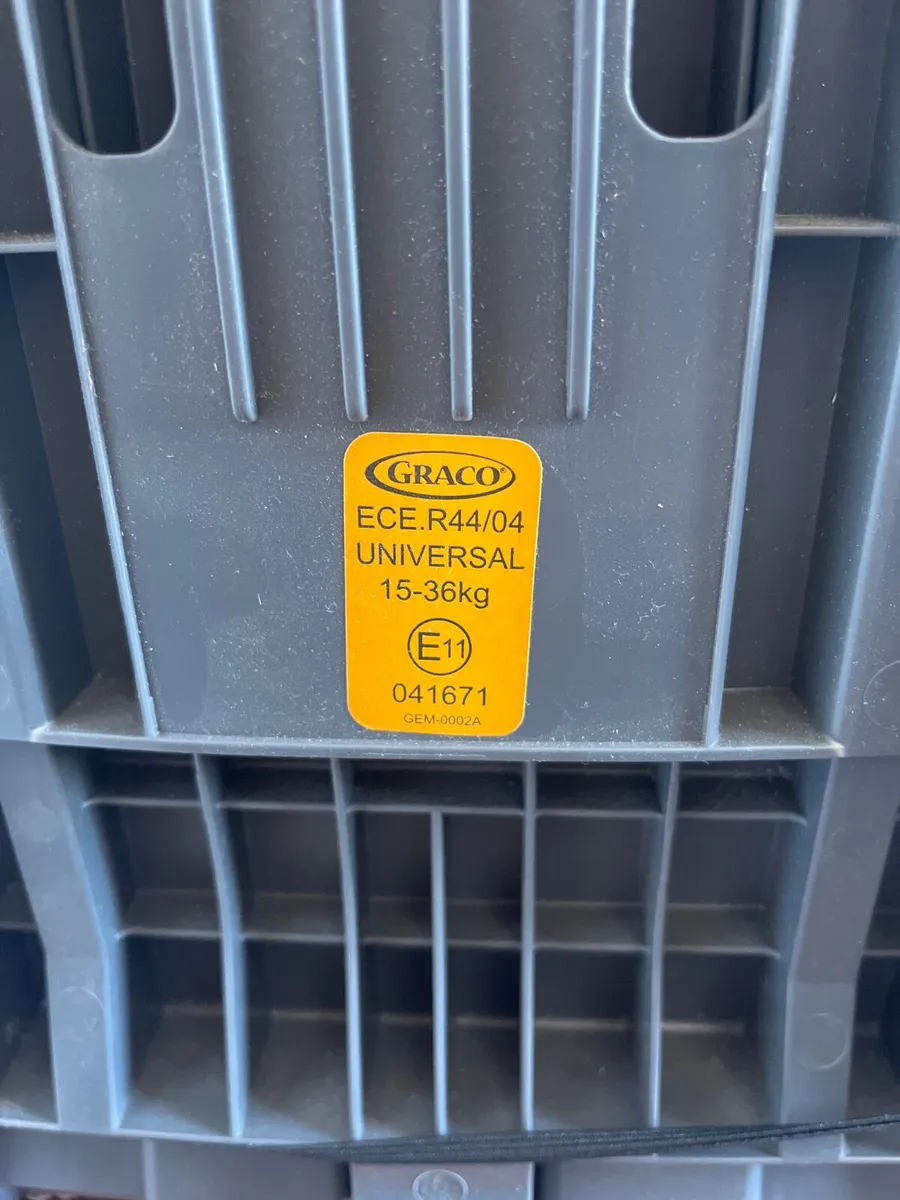 GRACO®
ECE.R44/04
UNIVERSAL
15-36kg
E11
041671
GEM-0002A